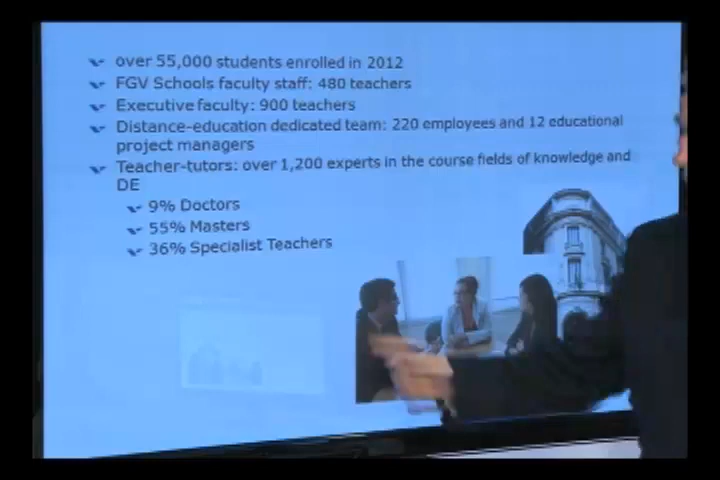 over 55,000 students enrolled in 2012
FGV Schools faculty staff: 480 teachers
Executive faculty: 900 teachers
Distance-education dedicated team: 220 employees and 12 educational
project managers
Teacher-tutors: over 1,200 experts in the course fields of knowledge and
DE
9% Doctors
55% Masters
36% Specialist Teachers